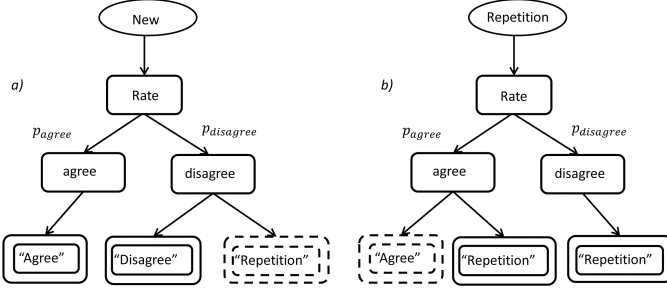 New
Repetition
a)
b)
Rate
Rate
p_agree
p_disagree
p_agree
p_disagree
agree
disagree
agree
disagree
“Agree”
“Disagree”
“Repetition”
“Agree”
“Repetition”
“Repetition”